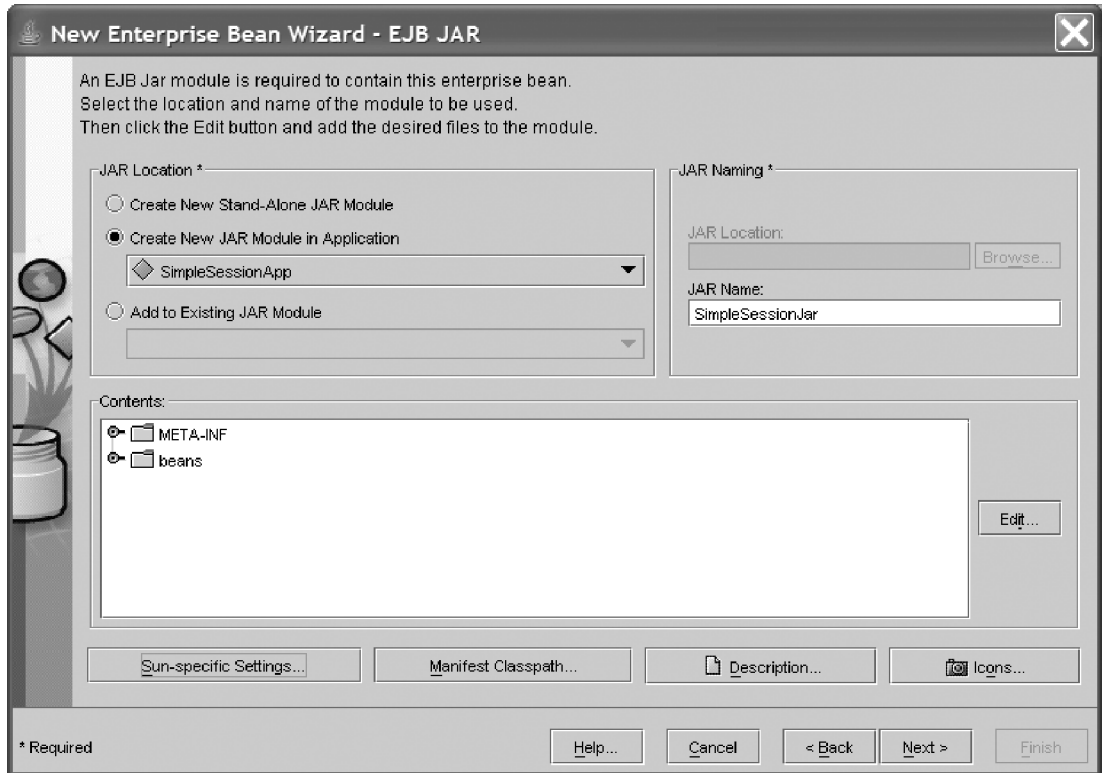 New Enterprise Bean Wizard - EJB JAR
An EJB Jar module is required to contain this enterprise bean.
Select the location and name of the module to be used.
Then click the Edit button and add the desired files to the module.
JAR Location *
Create New Stand-Alone JAR Module
Create New JAR Module in Application
SimpleSessionApp
Add to Existing JAR Module
JAR Naming *
JAR Location:
Browse...
JAR Name:
SimpleSessionJar
Contents:
META-INF
beans
Edit...
Sun-specific Settings...
Manifest Classpath...
Description...
Icons...
* Required
Help...
Cancel
< Back
Next >
Finish